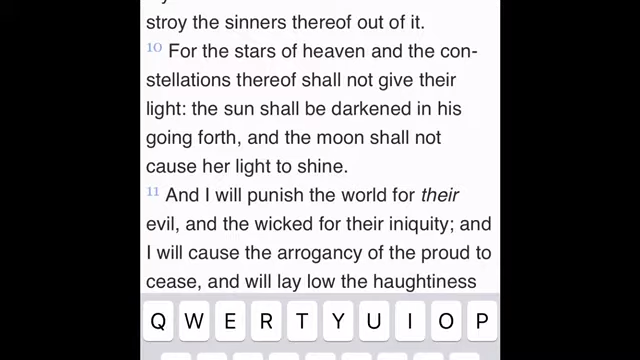 stroy the sinners thereof out of it.
10 For the stars of heaven and the con-
stellations thereof shall not give their
light: the sun shall be darkened in his
going forth, and the moon shall not
cause her light to shine.
11 And I will punish the world for their
evil, and the wicked for their iniquity; and
I will cause the arrogancy of the proud to
cease, and will lay low the haughtiness
Q W E R T Y U I O P